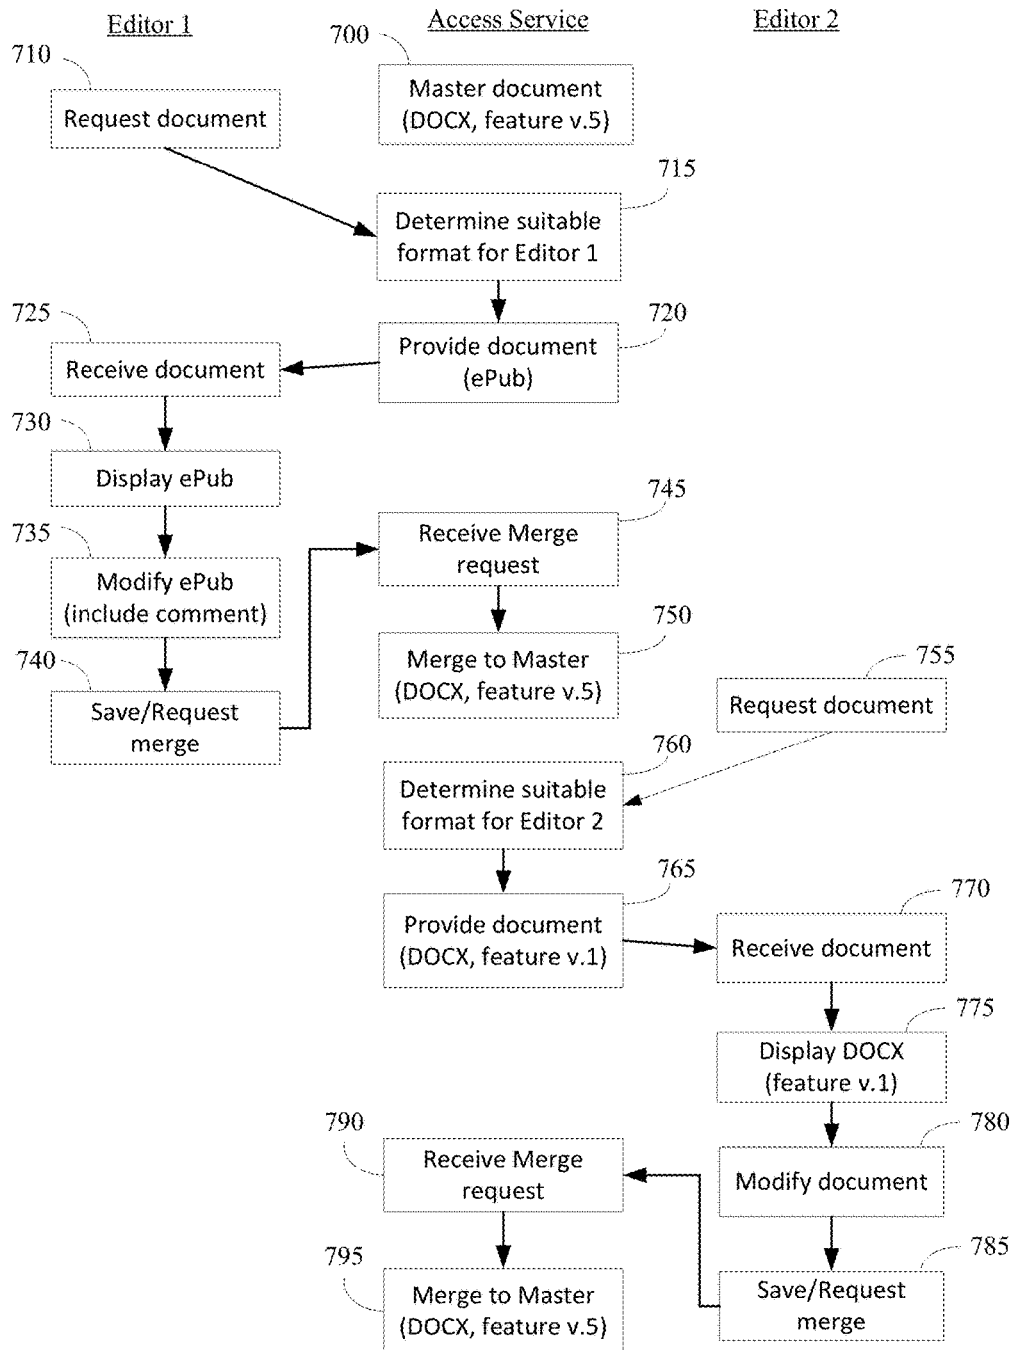 Editor 1
Access Service
Editor 2
700
Master document
(DOCX, feature v.5)
710
Request document
715
Determine suitable
format for Editor 1
720
Provide document
(ePub)
725
Receive document
730
Display ePub
735
Modify ePub
(include comment)
740
Save/Request
merge
745
Receive Merge
request
750
Merge to Master
(DOCX, feature v.5)
755
Request document
760
Determine suitable
format for Editor 2
765
Provide document
(DOCX, feature v.1)
770
Receive document
775
Display DOCX
(feature v.1)
780
Modify document
785
Save/Request
merge
790
Receive Merge
request
795
Merge to Master
(DOCX, feature v.5)